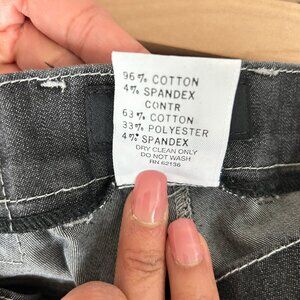 96% COTTON
4% SPANDEX
CONTR
63% COTTON
33% POLYESTER
4% SPANDEX
DRY CLEAN ONLY
DO NOT WASH
RN 62136